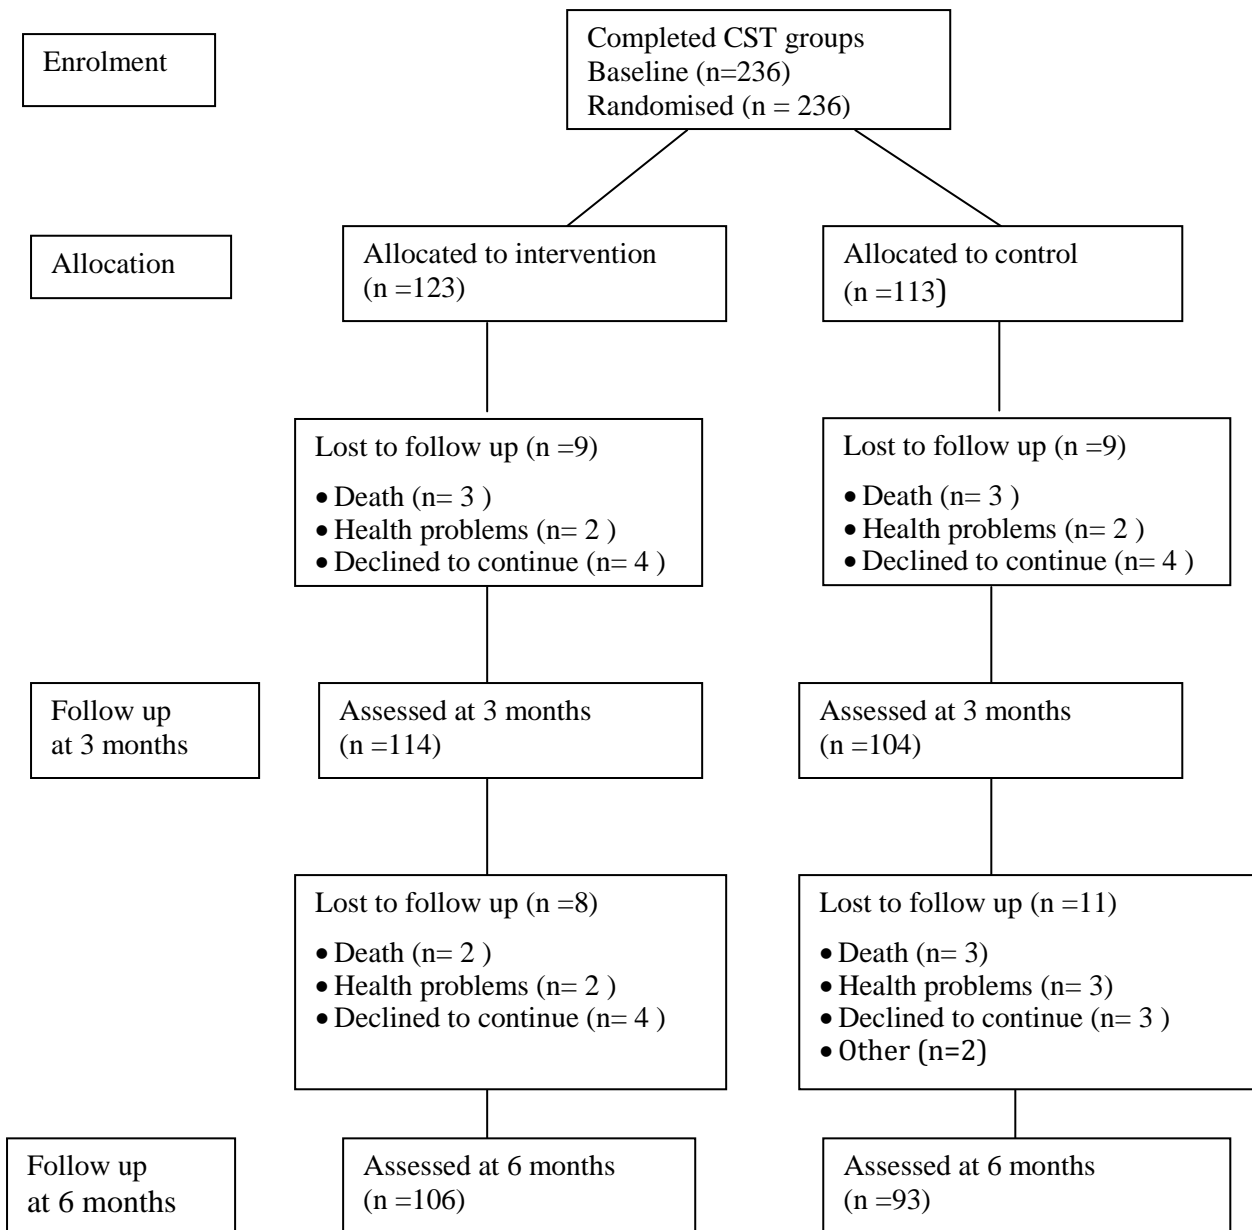 Enrolment
Completed CST groups
Baseline (n=236)
Randomised (n = 236)
Allocation
Allocated to intervention
(n =123)
Allocated to control
(n =113)
Lost to follow up (n =9)
• Death (n= 3 )
• Health problems (n= 2 )
• Declined to continue (n= 4 )
Lost to follow up (n =9)
• Death (n= 3 )
• Health problems (n= 2 )
• Declined to continue (n= 4 )
Follow up
at 3 months
Assessed at 3 months
(n =114)
Assessed at 3 months
(n =104)
Lost to follow up (n =8)
• Death (n= 2 )
• Health problems (n= 2 )
• Declined to continue (n= 4 )
Lost to follow up (n =11)
• Death (n= 3)
• Health problems (n= 3)
• Declined to continue (n= 3 )
• Other (n=2)
Follow up
at 6 months
Assessed at 6 months
(n =106)
Assessed at 6 months
(n =93)